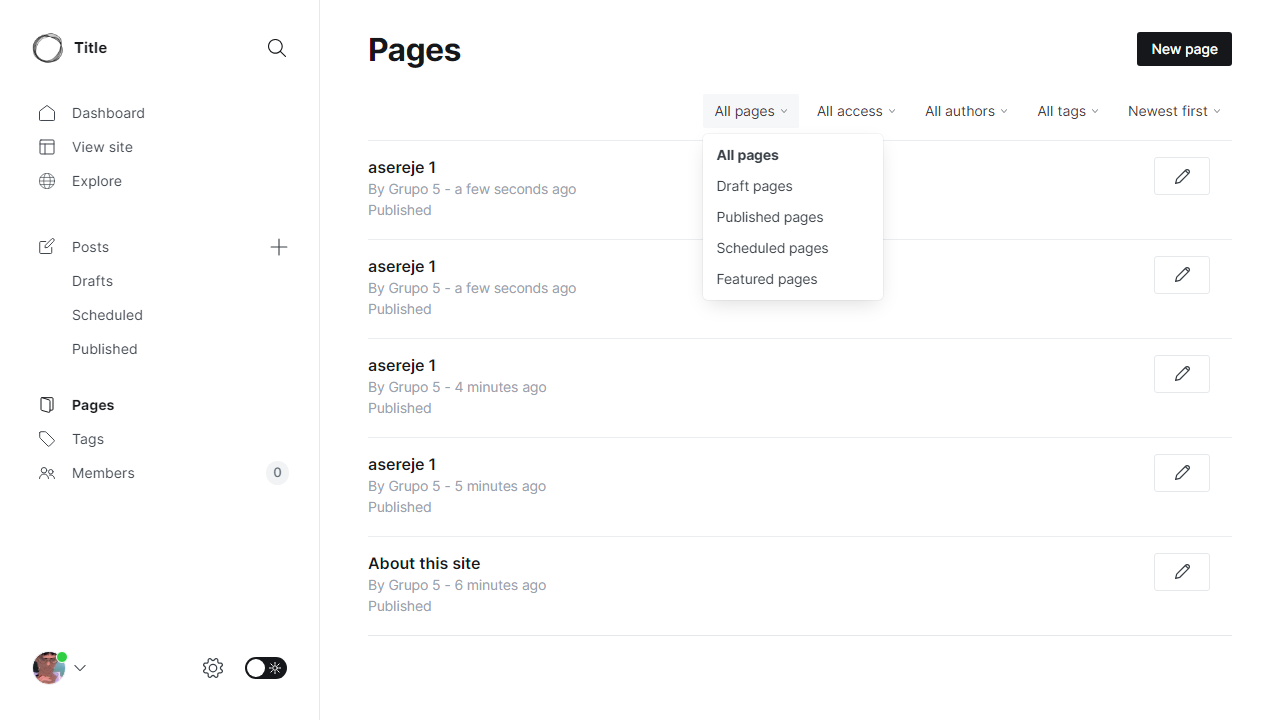 Title
Dashboard
View site
Explore
Posts
Drafts
Scheduled
Published
Pages
Tags
Members 0
Pages
New page
All pages All access All authors All tags Newest first
All pages
Draft pages
Published pages
Scheduled pages
Featured pages
asereje 1
By Grupo 5 - a few seconds ago
Published
asereje 1
By Grupo 5 - a few seconds ago
Published
asereje 1
By Grupo 5 - 4 minutes ago
Published
asereje 1
By Grupo 5 - 5 minutes ago
Published
About this site
By Grupo 5 - 6 minutes ago
Published